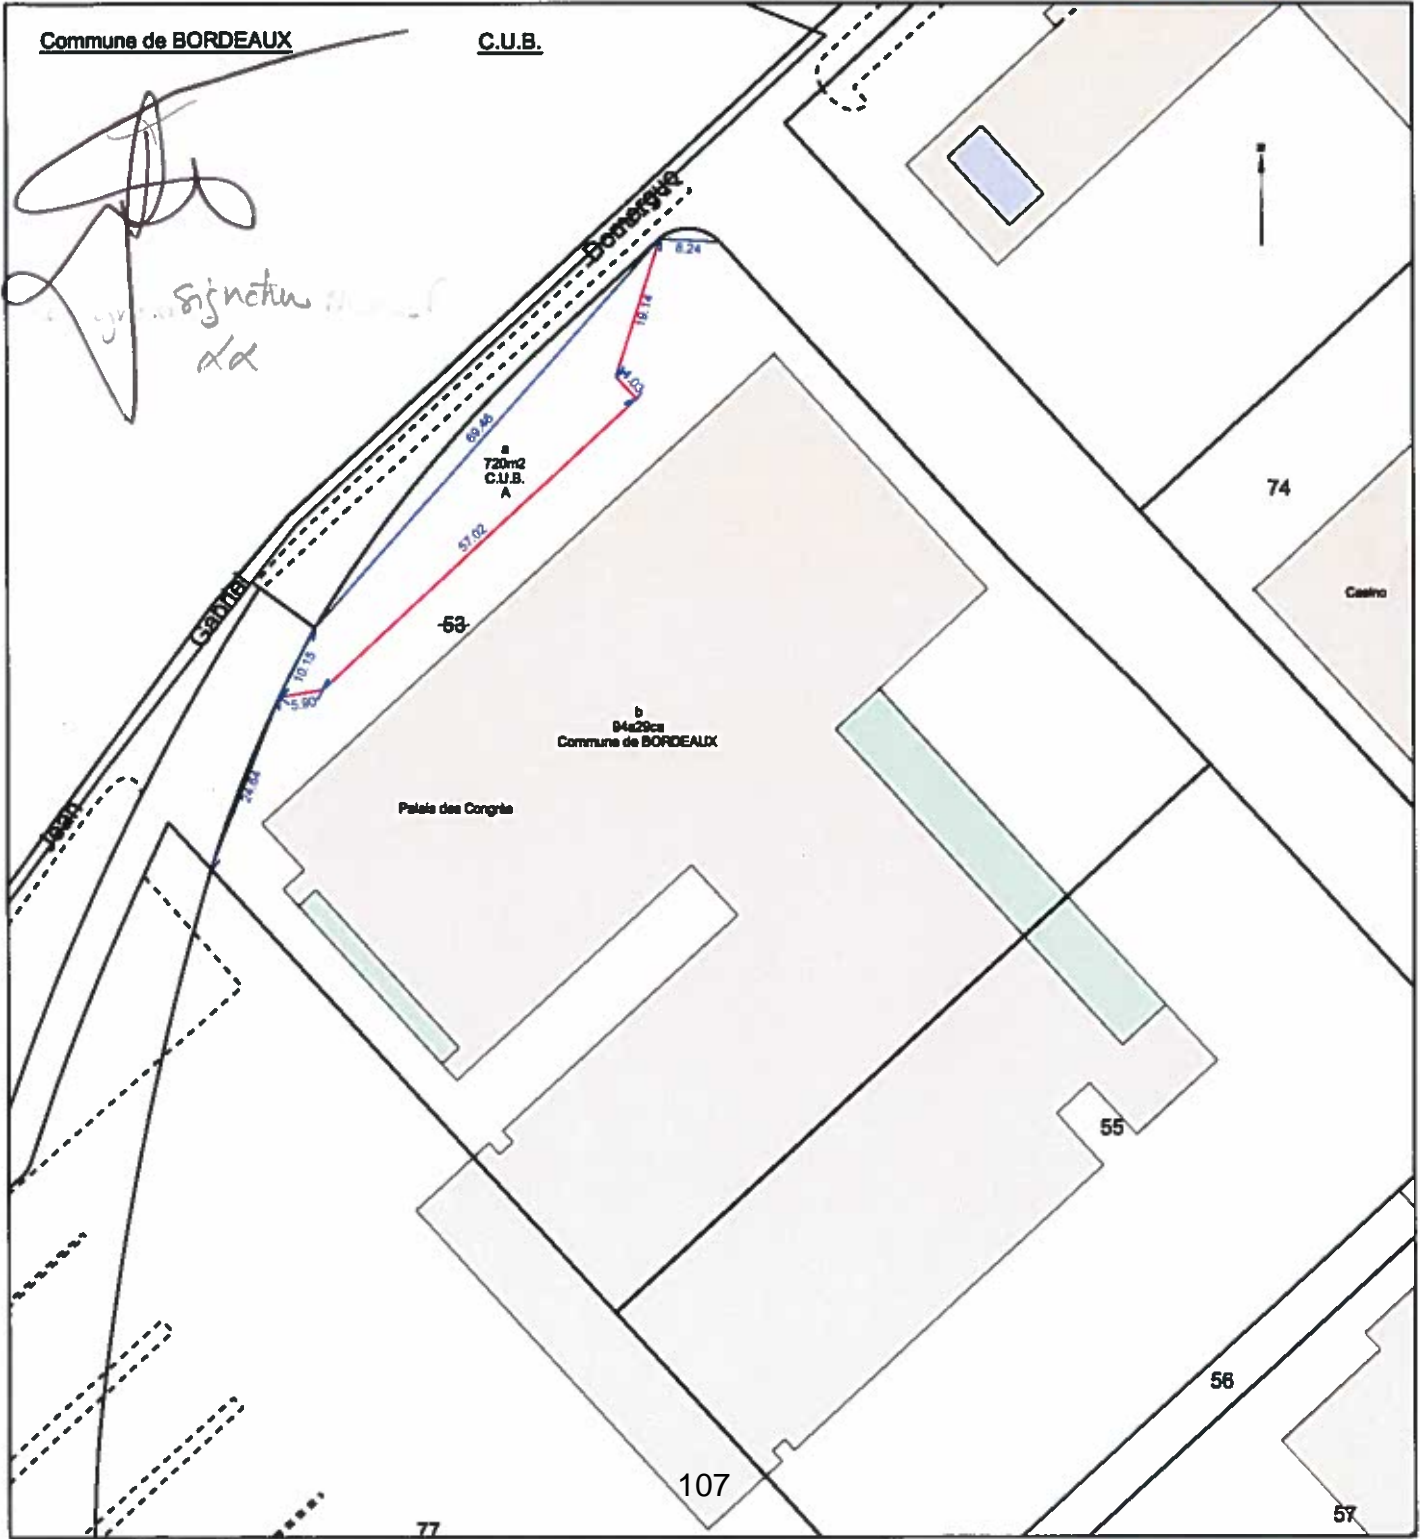 Commune de BORDEAUX
C.U.B.
Domergue
8.24
19.14
4.03
69.46
a
720m2
C.U.B.
A
57.02
74
Casino
Gabriel
53
10.15
5.90
b
94a29ca
Commune de BORDEAUX
24.64
Palais des Congrès
Jean
55
56
107
57
77